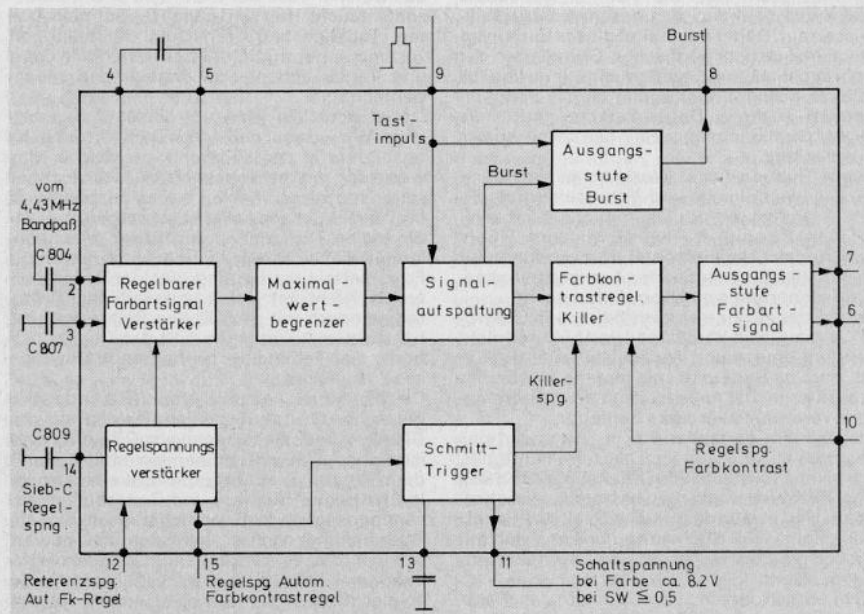 Burst
4
5
9
8
Tast-
impuls
Ausgangs-
stufe
Burst
Burst
vom
4,43 MHz
Bandpaß
C 804
2
3
C 807
Regelbarer
Farbartsignal
Verstärker
Maximal-
wert-
begrenzer
Signal-
aufspaltung
Farbkon-
trastregel.
Killer
Ausgangs-
stufe
Farbart-
signal
7
6
Killer-
spg.
10
Regelspg
Farbkontrast
C809
14
Sieb-C
Regel-
spng.
Regelspannungs
verstärker
Schmitt-
Trigger
12
15
13
11
Referenzspg.
Aut. Fk-Regel
Regelspg. Autom.
Farbkontrastregel
Schaltspannung
bei Farbe ca. 8.2V
bei SW ≦ 0,5